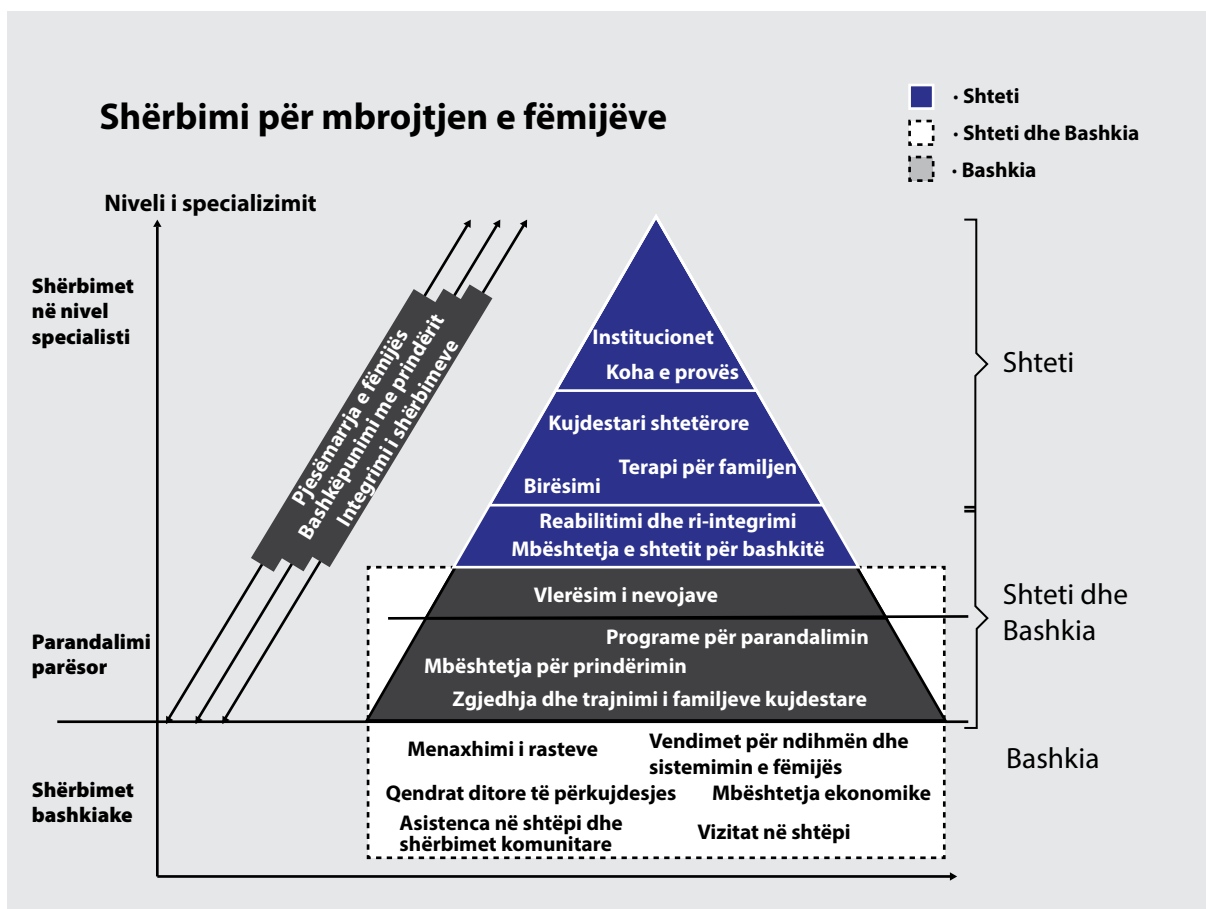 Shërbimi për mbrojtjen e fëmijëve
· Shteti
· Shteti dhe Bashkia
· Bashkia
Niveli i specializimit
Shërbimet
në nivel
specialisti
Parandalimi
parësor
Shërbimet
bashkiake
Pjesëmarrja e fëmijës
Bashkëpunimi me prindërit
Integrimi i shërbimeve
Institucionet
Koha e provës
Kujdestari shtetërore
Terapi për familjen
Birësimi
Reabilitimi dhe ri-integrimi
Mbështetja e shtetit për bashkitë
Vlerësim i nevojave
Programe për parandalimin
Mbështetja për prindërimin
Zgjedhja dhe trajnimi i familjeve kujdestare
Menaxhimi i rasteve
Vendimet për ndihmën dhe
sistemimin e fëmijës
Qendrat ditore të përkujdesjes
Mbështetja ekonomike
Asistenca në shtëpi dhe
shërbimet komunitare
Vizitat në shtëpi
Shteti
Shteti dhe
Bashkia
Bashkia